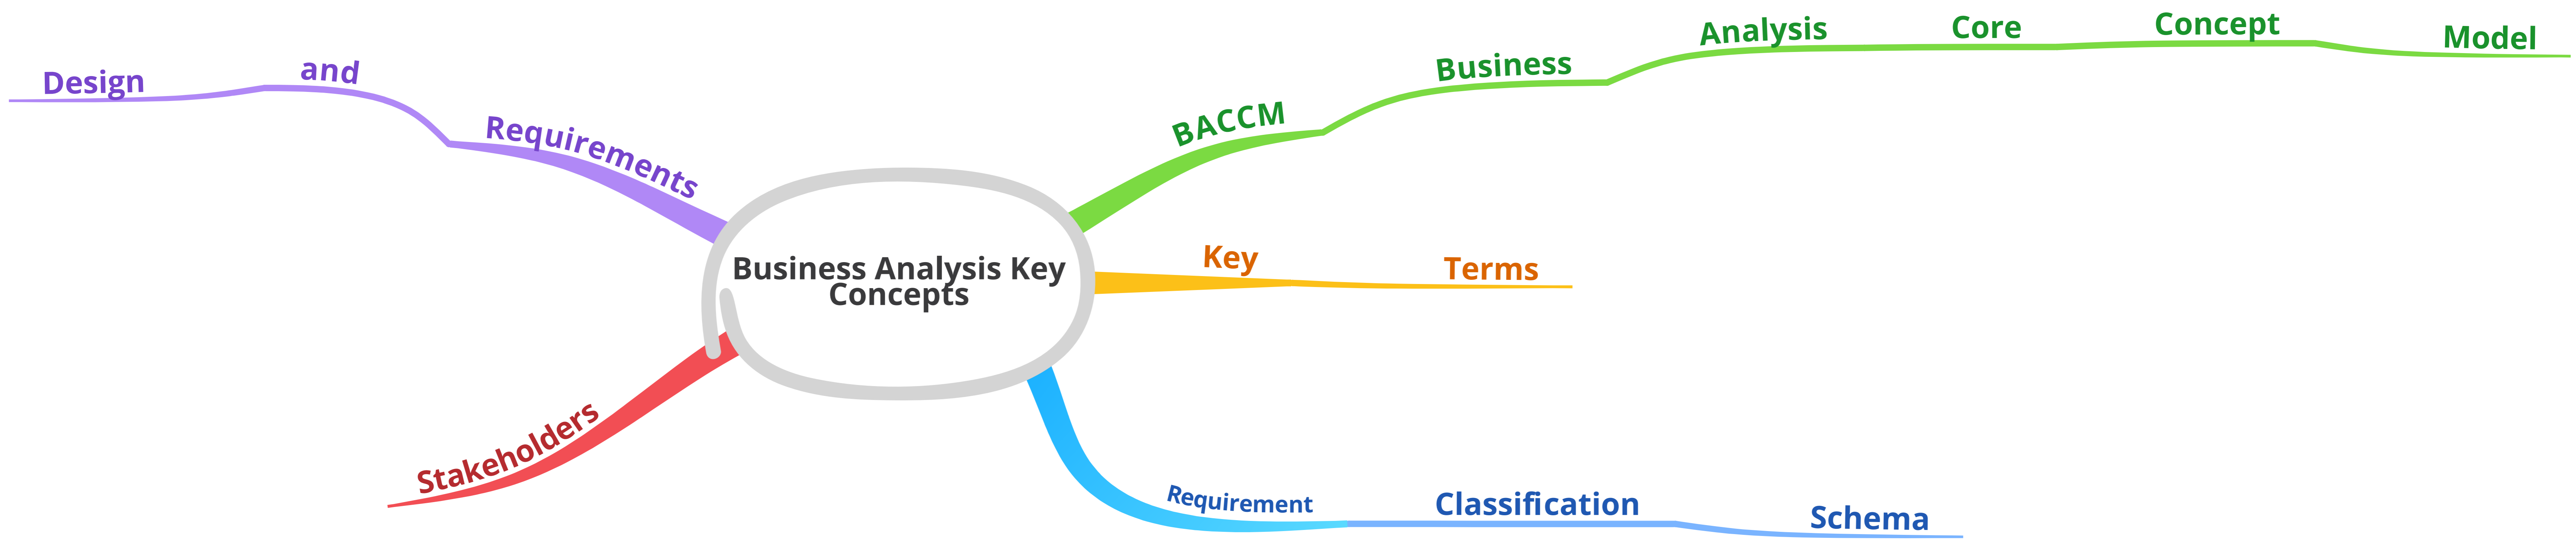 Business Analysis Key
Concepts
BACCM Business Analysis Core Concept Model
Key Terms
Requirement Classification Schema
Stakeholders
Requirements and Design